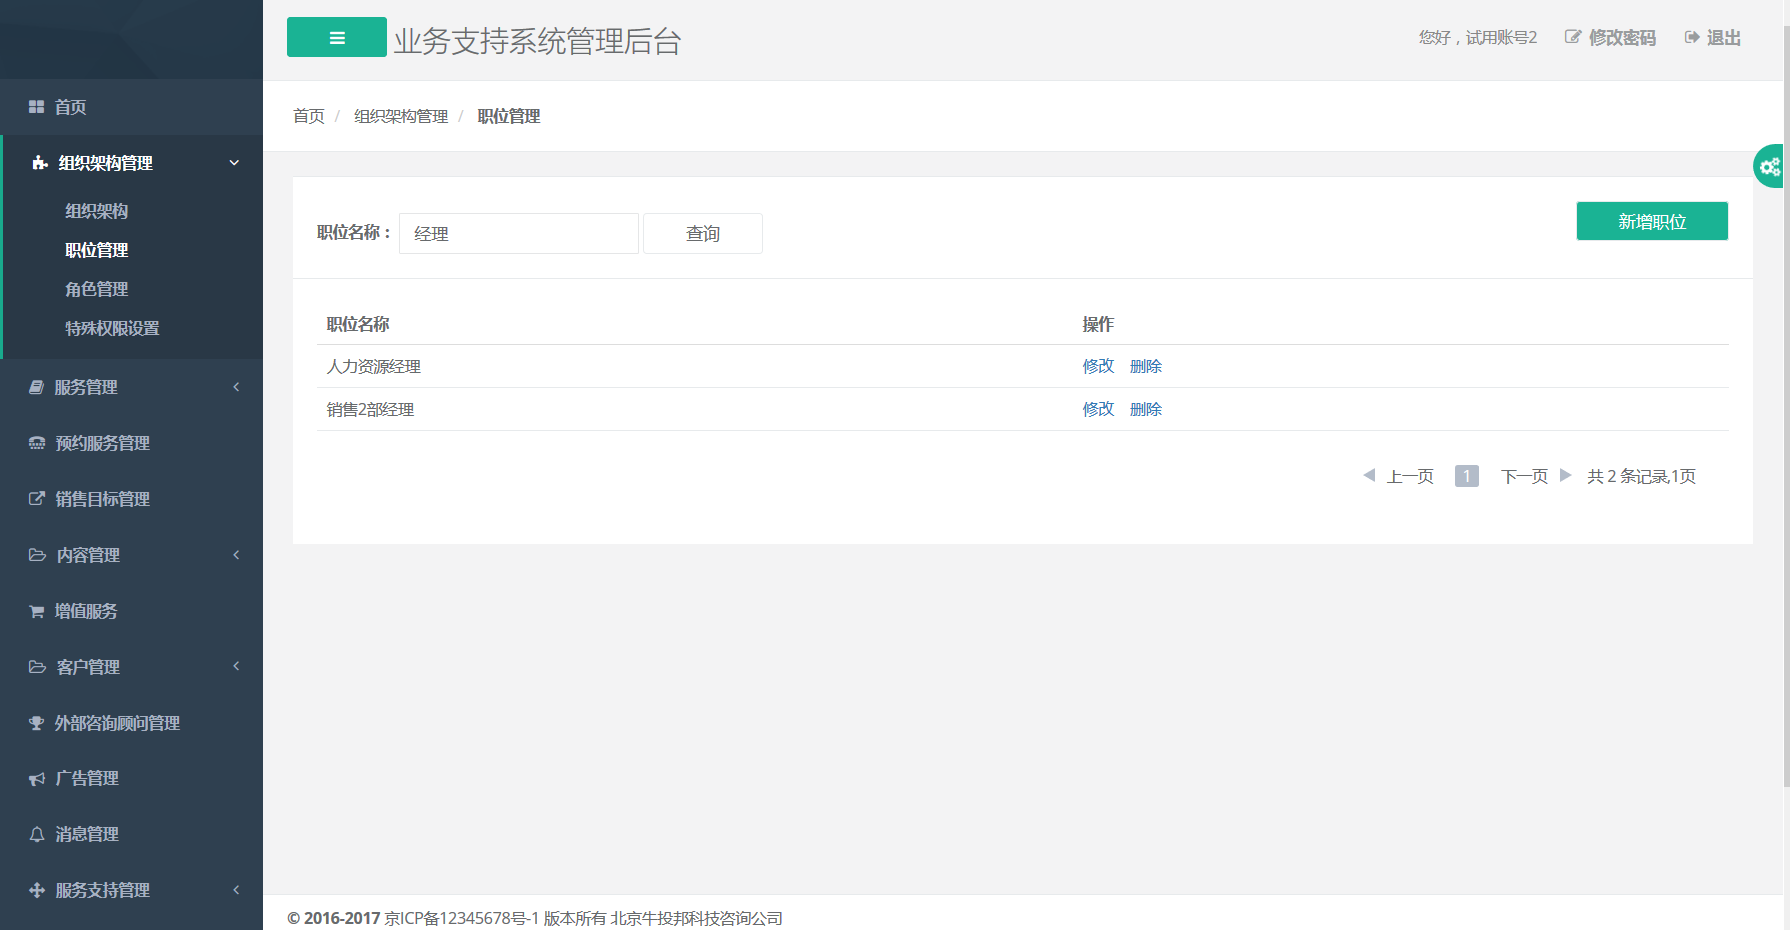 业务支持系统管理后台
您好，试用账号2 修改密码 退出
首页
组织架构管理
组织架构
职位管理
角色管理
特殊权限设置
服务管理
预约服务管理
销售目标管理
内容管理
增值服务
客户管理
外部咨询顾问管理
广告管理
消息管理
服务支持管理
首页 / 组织架构管理 / 职位管理
职位名称： 经理 查询 新增职位
职位名称 操作
人力资源经理 修改 删除
销售2部经理 修改 删除
上一页 1 下一页 共 2 条记录,1页
© 2016-2017 京ICP备12345678号-1 版本所有 北京牛投邦科技咨询公司